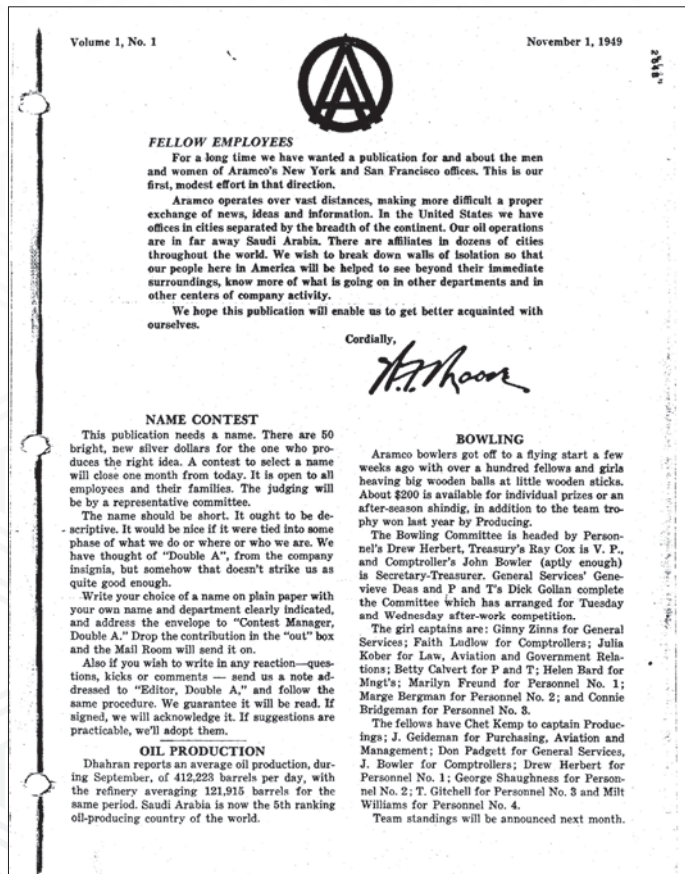 Volume 1, No. 1
November 1, 1949
FELLOW EMPLOYEES
For a long time we have wanted a publication for and about the men
and women of Aramco's New York and San Francisco offices. This is our
first, modest effort in that direction.
Aramco operates over vast distances, making more difficult a proper
exchange of news, ideas and information. In the United States we have
offices in cities separated by the breadth of the continent. Our oil operations
are in far away Saudi Arabia. There are affiliates in dozens of cities
throughout the world. We wish to break down walls of isolation so that
our people here in America will be helped to see beyond their immediate
surroundings, know more of what is going on in other departments and in
other centers of company activity.
We hope this publication will enable us to get better acquainted with
ourselves.
Cordially,
NAME CONTEST
This publication needs a name. There are 50
bright, new silver dollars for the one who pro-
duces the right idea. A contest to select a name
will close one month from today. It is open to all
employees and their families. The judging will
be by a representative committee.
The name should be short. It ought to be de-
scriptive. It would be nice if it were tied into some
phase of what we do or where or who we are. We
have thought of "Double A", from the company
insignia, but somehow that doesn't strike us as
quite good enough.
Write your choice of a name on plain paper with
your own name and department clearly indicated,
and address the envelope to "Contest Manager,
Double A." Drop the contribution in the "out" box
and the Mail Room will send it on.
Also if you wish to write in any reaction—ques-
tions, kicks or comments — send us a note ad-
dressed to "Editor, Double A," and follow the
same procedure. We guarantee it will be read. If
signed, we will acknowledge it. If suggestions are
practicable, we'll adopt them.
OIL PRODUCTION
Dhahran reports an average oil production, dur-
ing September, of 412,223 barrels per day, with
the refinery averaging 121,915 barrels for the
same period. Saudi Arabia is now the 5th ranking
oil-producing country of the world.
BOWLING
Aramco bowlers got off to a flying start a few
weeks ago with over a hundred fellows and girls
heaving big wooden balls at little wooden sticks.
About $200 is available for individual prizes or an
after-season shindig, in addition to the team tro-
phy won last year by Producing.
The Bowling Committee is headed by Person-
nel's Drew Herbert, Treasury's Ray Cox is V. P.,
and Comptroller's John Bowler (aptly enough)
is Secretary-Treasurer. General Services' Gene-
vieve Deas and P and T's Dick Gollan complete
the Committee which has arranged for Tuesday
and Wednesday after-work competition.
The girl captains are: Ginny Zinns for General
Services; Faith Ludlow for Comptrollers; Julia
Kober for Law, Aviation and Government Rela-
tions; Betty Calvert for P and T; Helen Bard for
Mngt's; Marilyn Freund for Personnel No. 1;
Marge Bergman for Personnel No. 2; and Connie
Bridgeman for Personnel No. 3.
The fellows have Chet Kemp to captain Produc-
ings; J. Geideman for Purchasing, Aviation and
Management; Don Padgett for General Services,
J. Bowler for Comptrollers; Drew Herbert for
Personnel No. 1; George Shaughness for Person-
nel No. 2; T. Gitchell for Personnel No. 3 and Milt
Williams for Personnel No. 4.
Team standings will be announced next month.